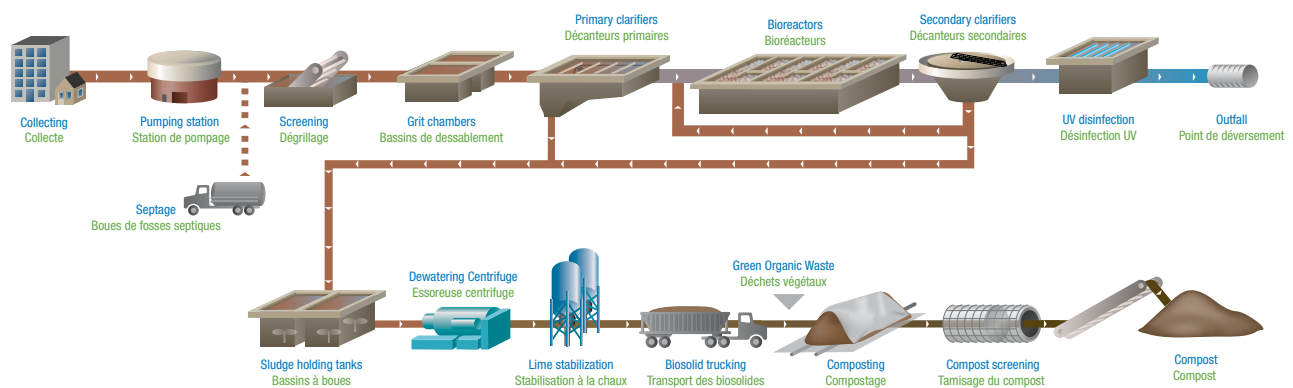 Primary clarifiers
Décanteurs primaires
Bioreactors
Bioréacteurs
Secondary clarifiers
Décanteurs secondaires
Collecting
Collecte
Pumping station
Station de pompage
Screening
Dégrillage
Grit chambers
Bassins de dessablement
UV disinfection
Désinfection UV
Outfall
Point de déversement
Septage
Boues de fosses septiques
Dewatering Centrifuge
Essoreuse centrifuge
Green Organic Waste
Déchets végétaux
Sludge holding tanks
Bassins à boues
Lime stabilization
Stabilisation à la chaux
Biosolid trucking
Transport des biosolides
Composting
Compostage
Compost screening
Tamisage du compost
Compost
Compost